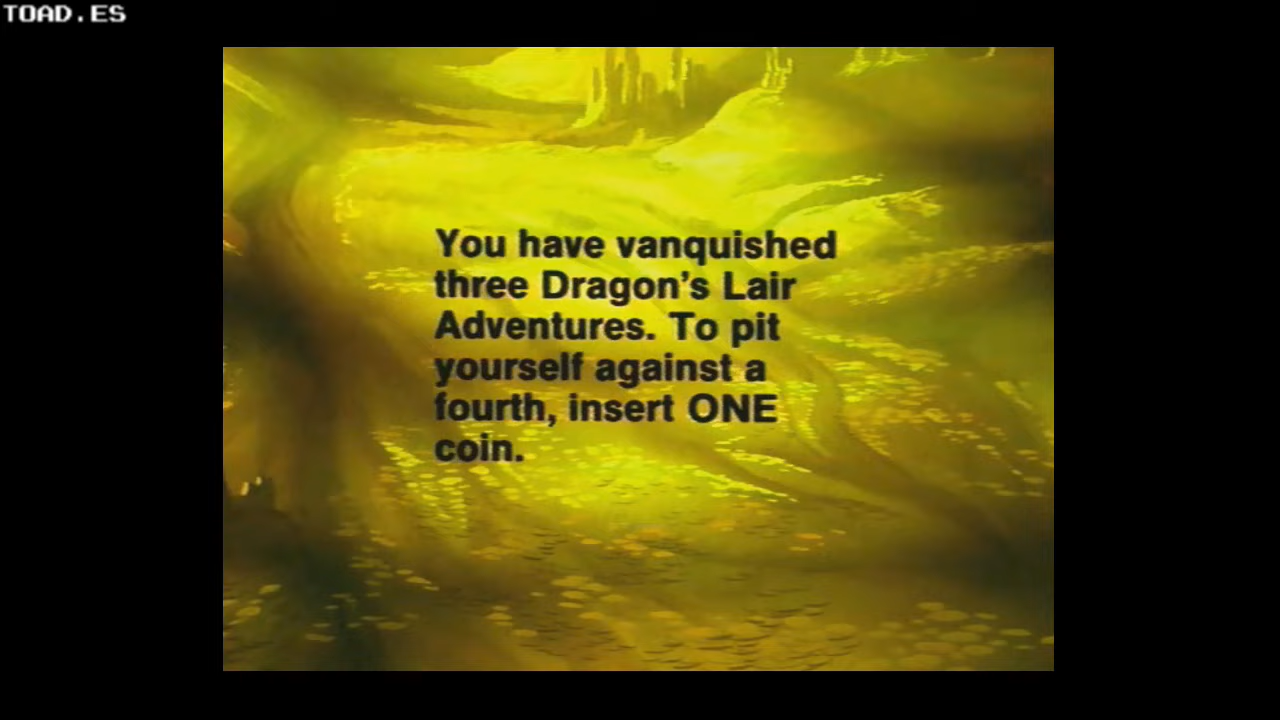 TOAD.ES
You have vanquished
three Dragon's Lair
Adventures. To pit
yourself against a
fourth, insert ONE
coin.